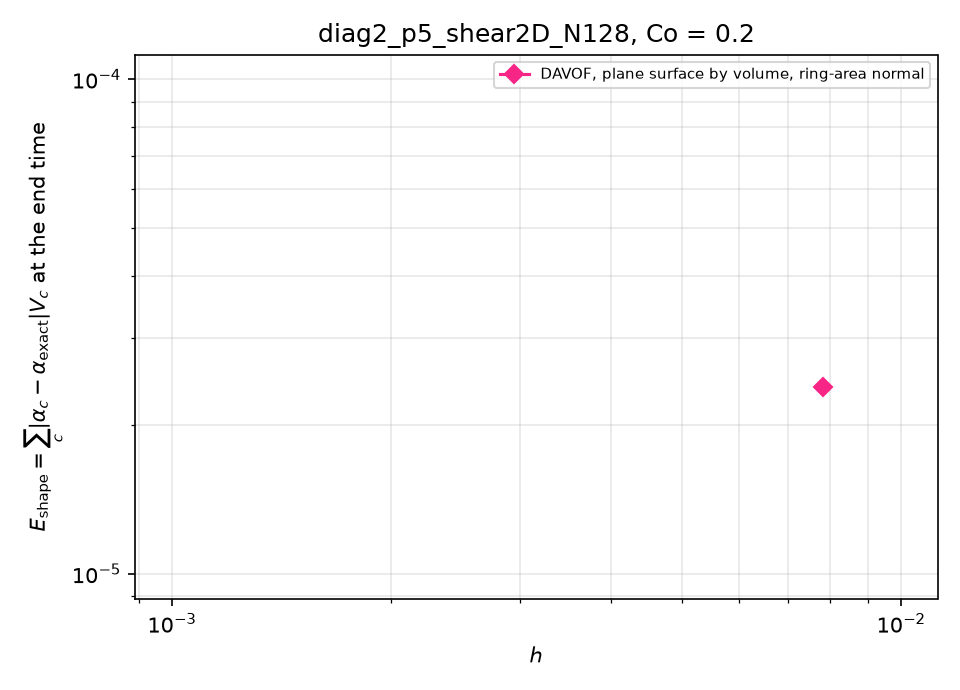 diag2_p5_shear2D_N128, Co = 0.2
DAVOF, plane surface by volume, ring-area normal
E_shape = ∑_c |α_c − α_exact|V_c at the end time
10⁻⁴
10⁻⁵
10⁻³
10⁻²
h